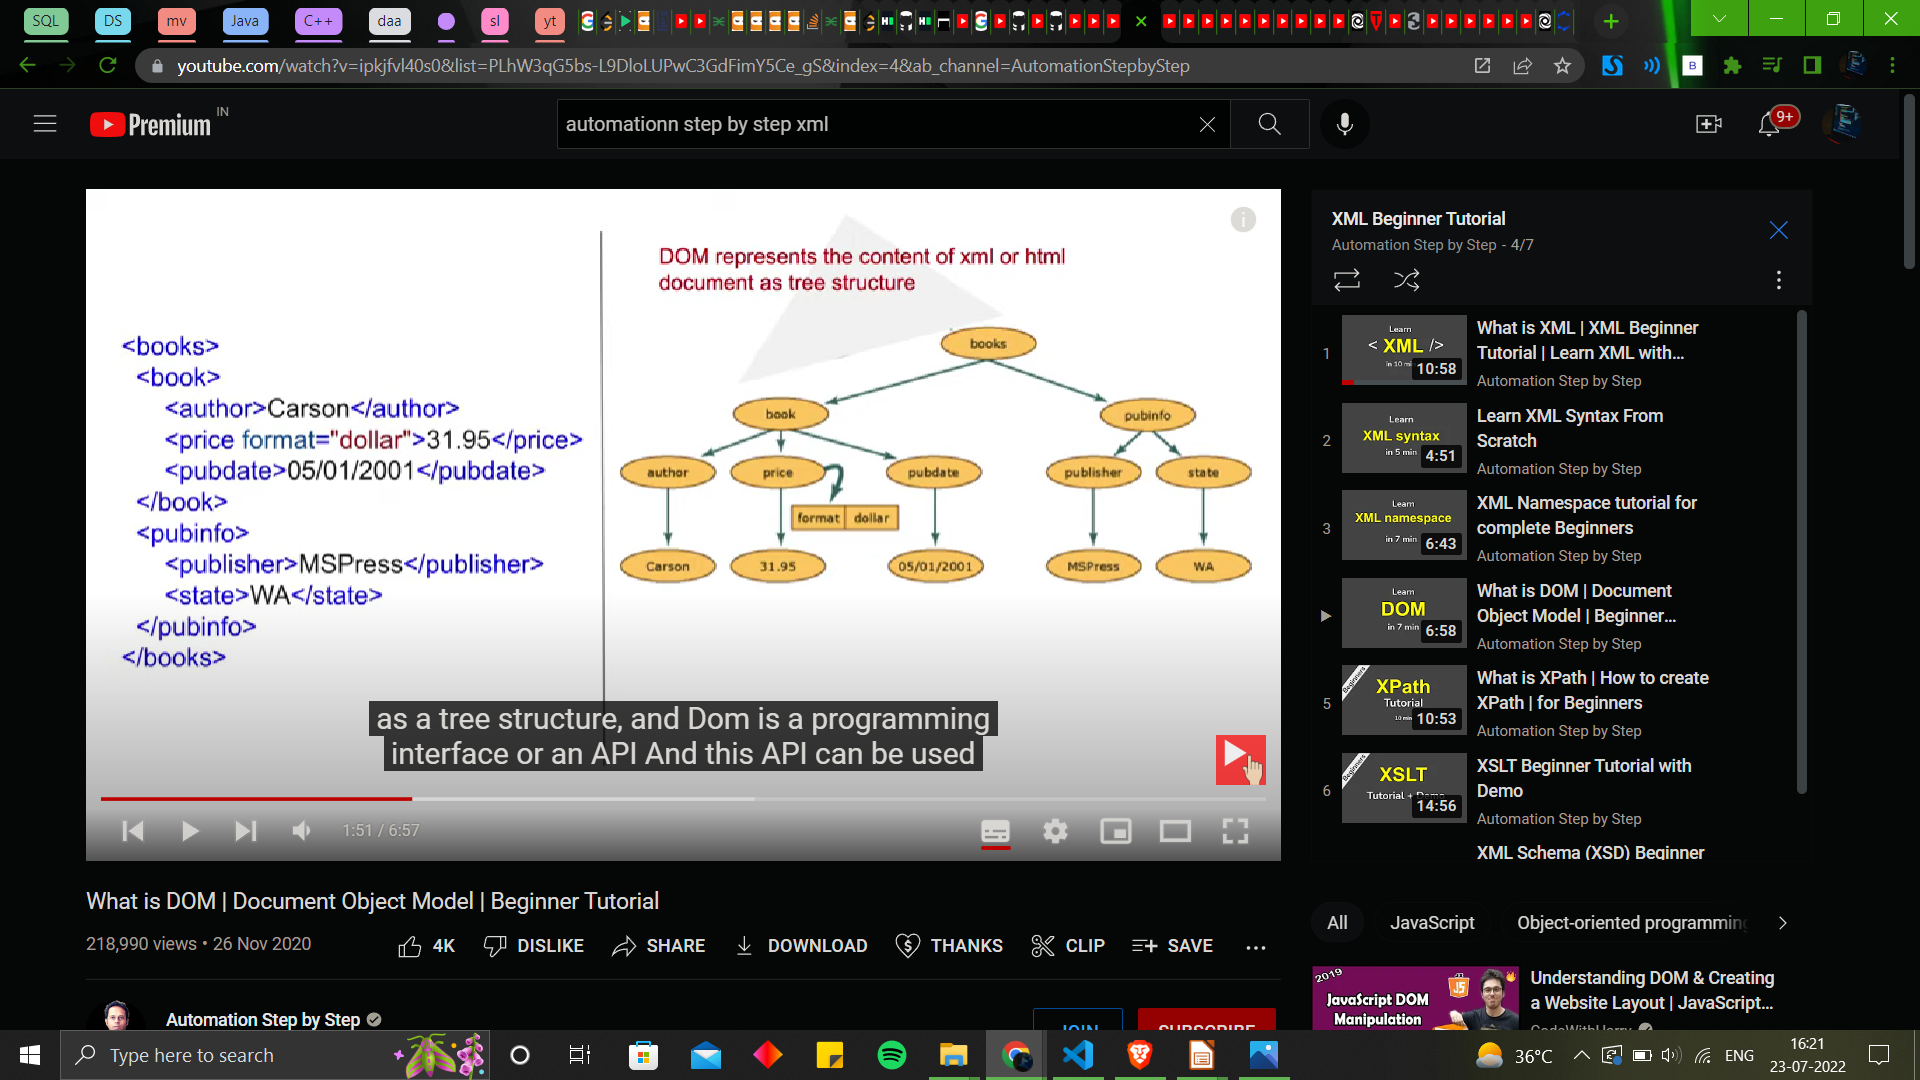 SQL DS mv Java C++ daa sl yt
youtube.com/watch?v=ipkjfvl40s0&list=PLhW3qG5bs-L9DloLUPwC3GdFimY5Ce_gS&index=4&ab_channel=AutomationStepbyStep
Premium IN
automationn step by step xml
9+
DOM represents the content of xml or html
document as tree structure
<books>
<book>
<author>Carson</author>
<price format="dollar">31.95</price>
<pubdate>05/01/2001</pubdate>
</book>
<pubinfo>
<publisher>MSPress</publisher>
<state>WA</state>
</pubinfo>
</books>
books
book pubinfo
author price pubdate publisher state
format dollar
Carson 31.95 05/01/2001 MSPress WA
as a tree structure, and Dom is a programming
interface or an API And this API can be used
1:51 / 6:57
What is DOM | Document Object Model | Beginner Tutorial
218,990 views • 26 Nov 2020
4K DISLIKE SHARE DOWNLOAD THANKS CLIP SAVE
Automation Step by Step
JOIN SUBSCRIBE
XML Beginner Tutorial
Automation Step by Step - 4/7
1
Learn
< XML />
in 10 min
10:58
What is XML | XML Beginner
Tutorial | Learn XML with...
Automation Step by Step
2
Learn
XML syntax
in 5 min
4:51
Learn XML Syntax From
Scratch
Automation Step by Step
3
Learn
XML namespace
in 7 min
6:43
XML Namespace tutorial for
complete Beginners
Automation Step by Step
Learn
DOM
in 7 min
6:58
What is DOM | Document
Object Model | Beginner...
Automation Step by Step
5
Beginners
XPath
Tutorial
10 min
10:53
What is XPath | How to create
XPath | for Beginners
Automation Step by Step
6
Beginners
XSLT
Tutorial + Demo
14:56
XSLT Beginner Tutorial with
Demo
Automation Step by Step
XML Schema (XSD) Beginner
All JavaScript Object-oriented programming
2019
JavaScript DOM
Manipulation
Understanding DOM & Creating
a Website Layout | JavaScript...
CodeWithHarry
Type here to search
36°C ENG
16:21
23-07-2022